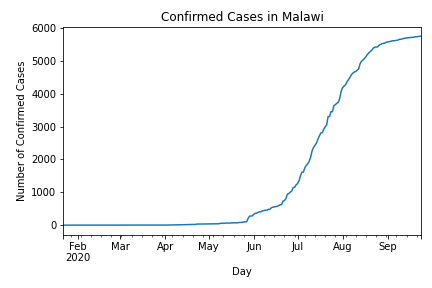 Confirmed Cases in Malawi
6000
5000
4000
3000
2000
1000
0
Number of Confirmed Cases
Feb Mar Apr May Jun Jul Aug Sep
2020
Day